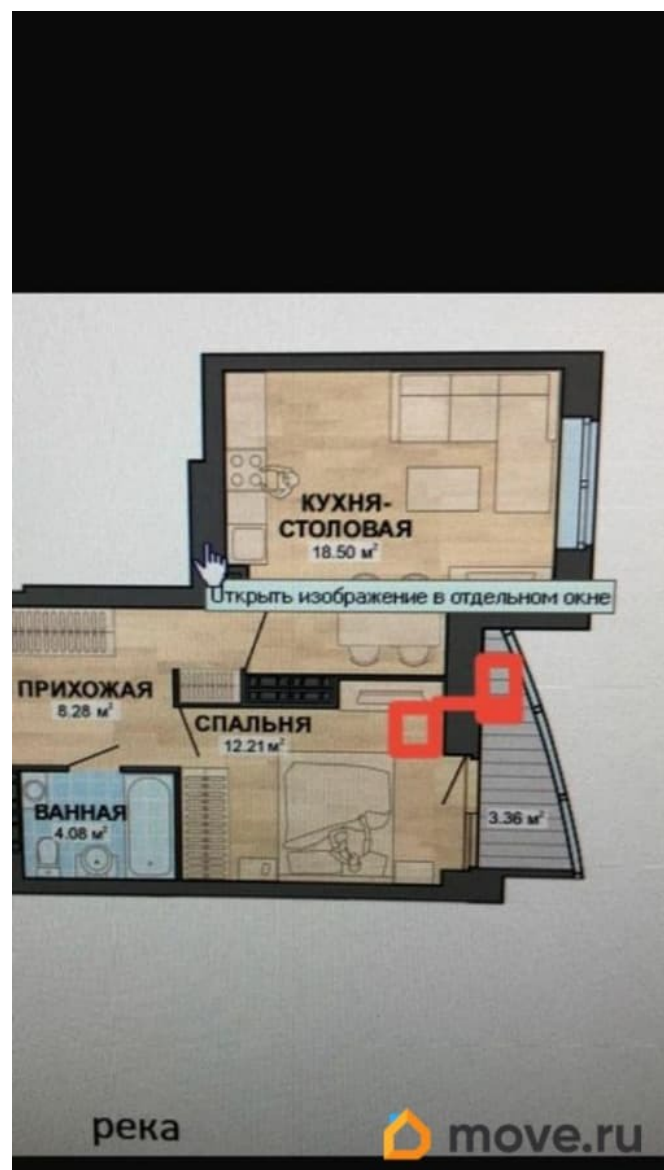 КУХНЯ-
СТОЛОВАЯ
18.50 м²
Открыть изображение в отдельном окне
ПРИХОЖАЯ
8.28 м²
СПАЛЬНЯ
12.21 м²
ВАННАЯ
4.08 м²
3.36 м²
река
move.ru